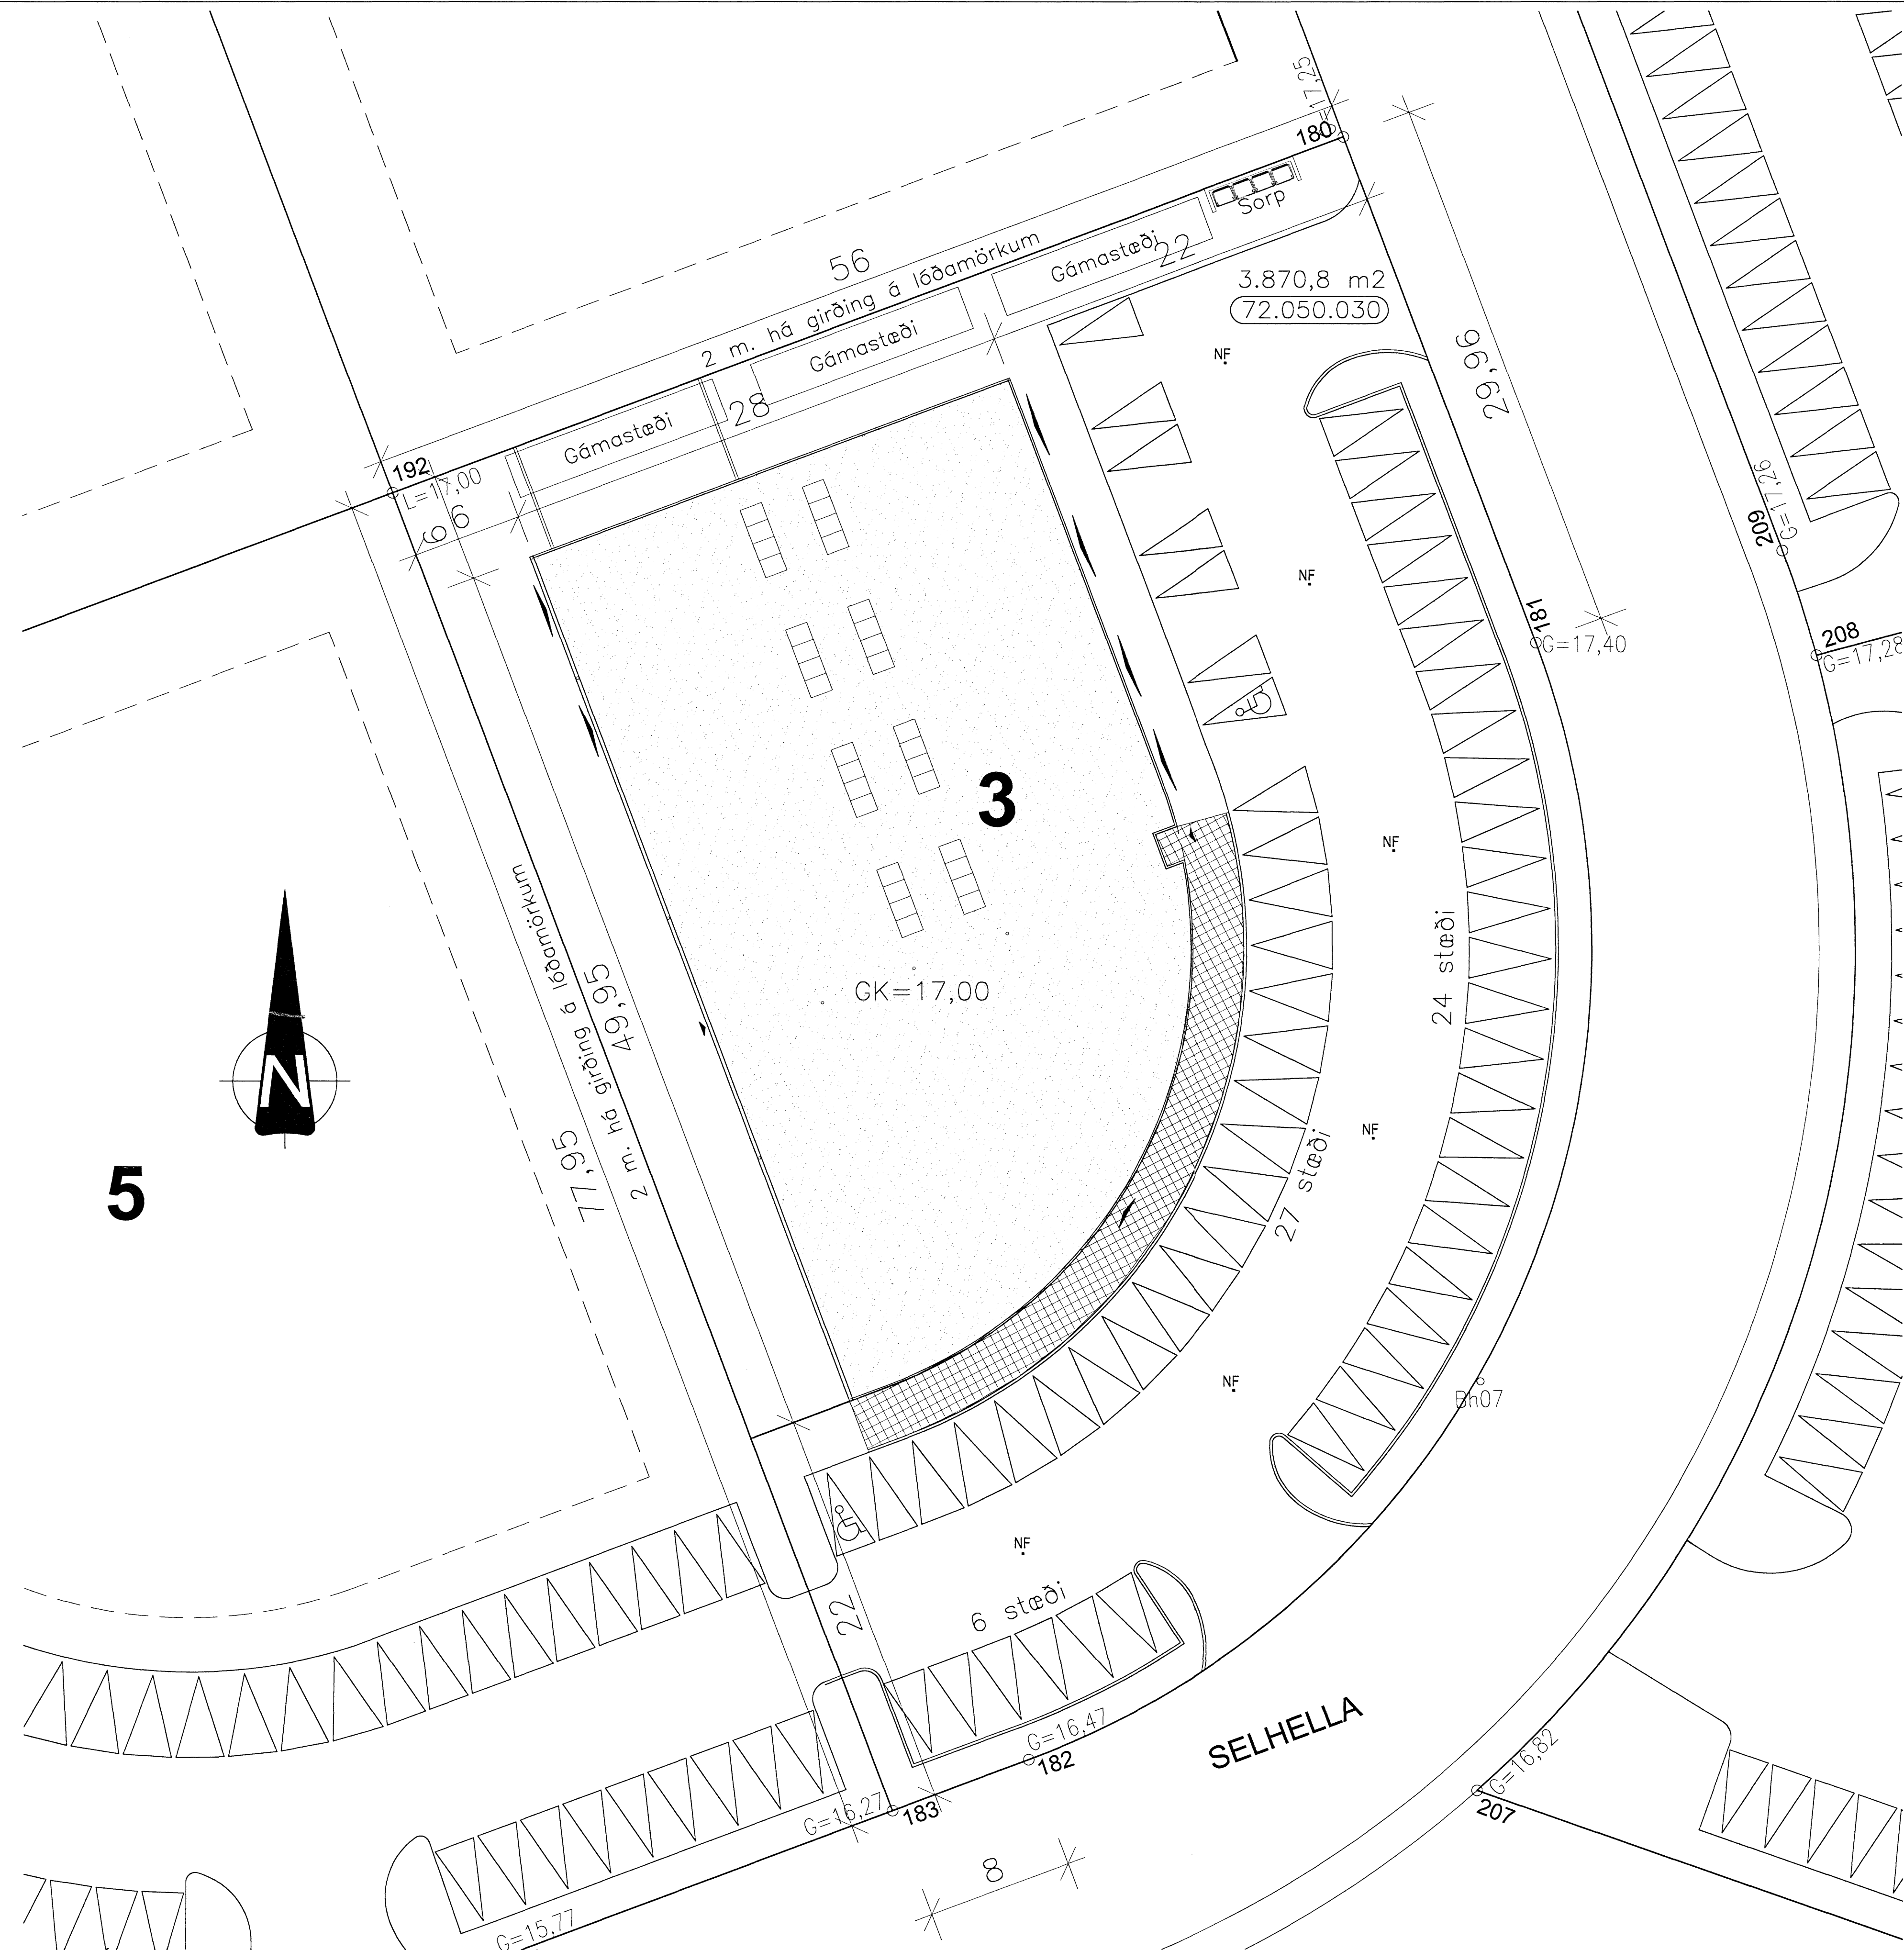 G=17,25
180
Sorp
56
2 m. há girðing á lóðamörkum
Gámastæði
22
3.870,8 m2
72.050.030
Gámastæði
NF
29,96
28
Gámastæði
192
L=17,00
6
6
209
G=17,26
NF
181
G=17,40
208
G=17,28
3
NF
24 stæði
2 m. há girðing á lóðamörkum
49,95
77,95
GK=17,00
N
5
NF
27 stæði
NF
Bh07
NF
22
6 stæði
G=16,47
182
SELHELLA
G=16,82
207
G=16,27
183
8
G=15,77